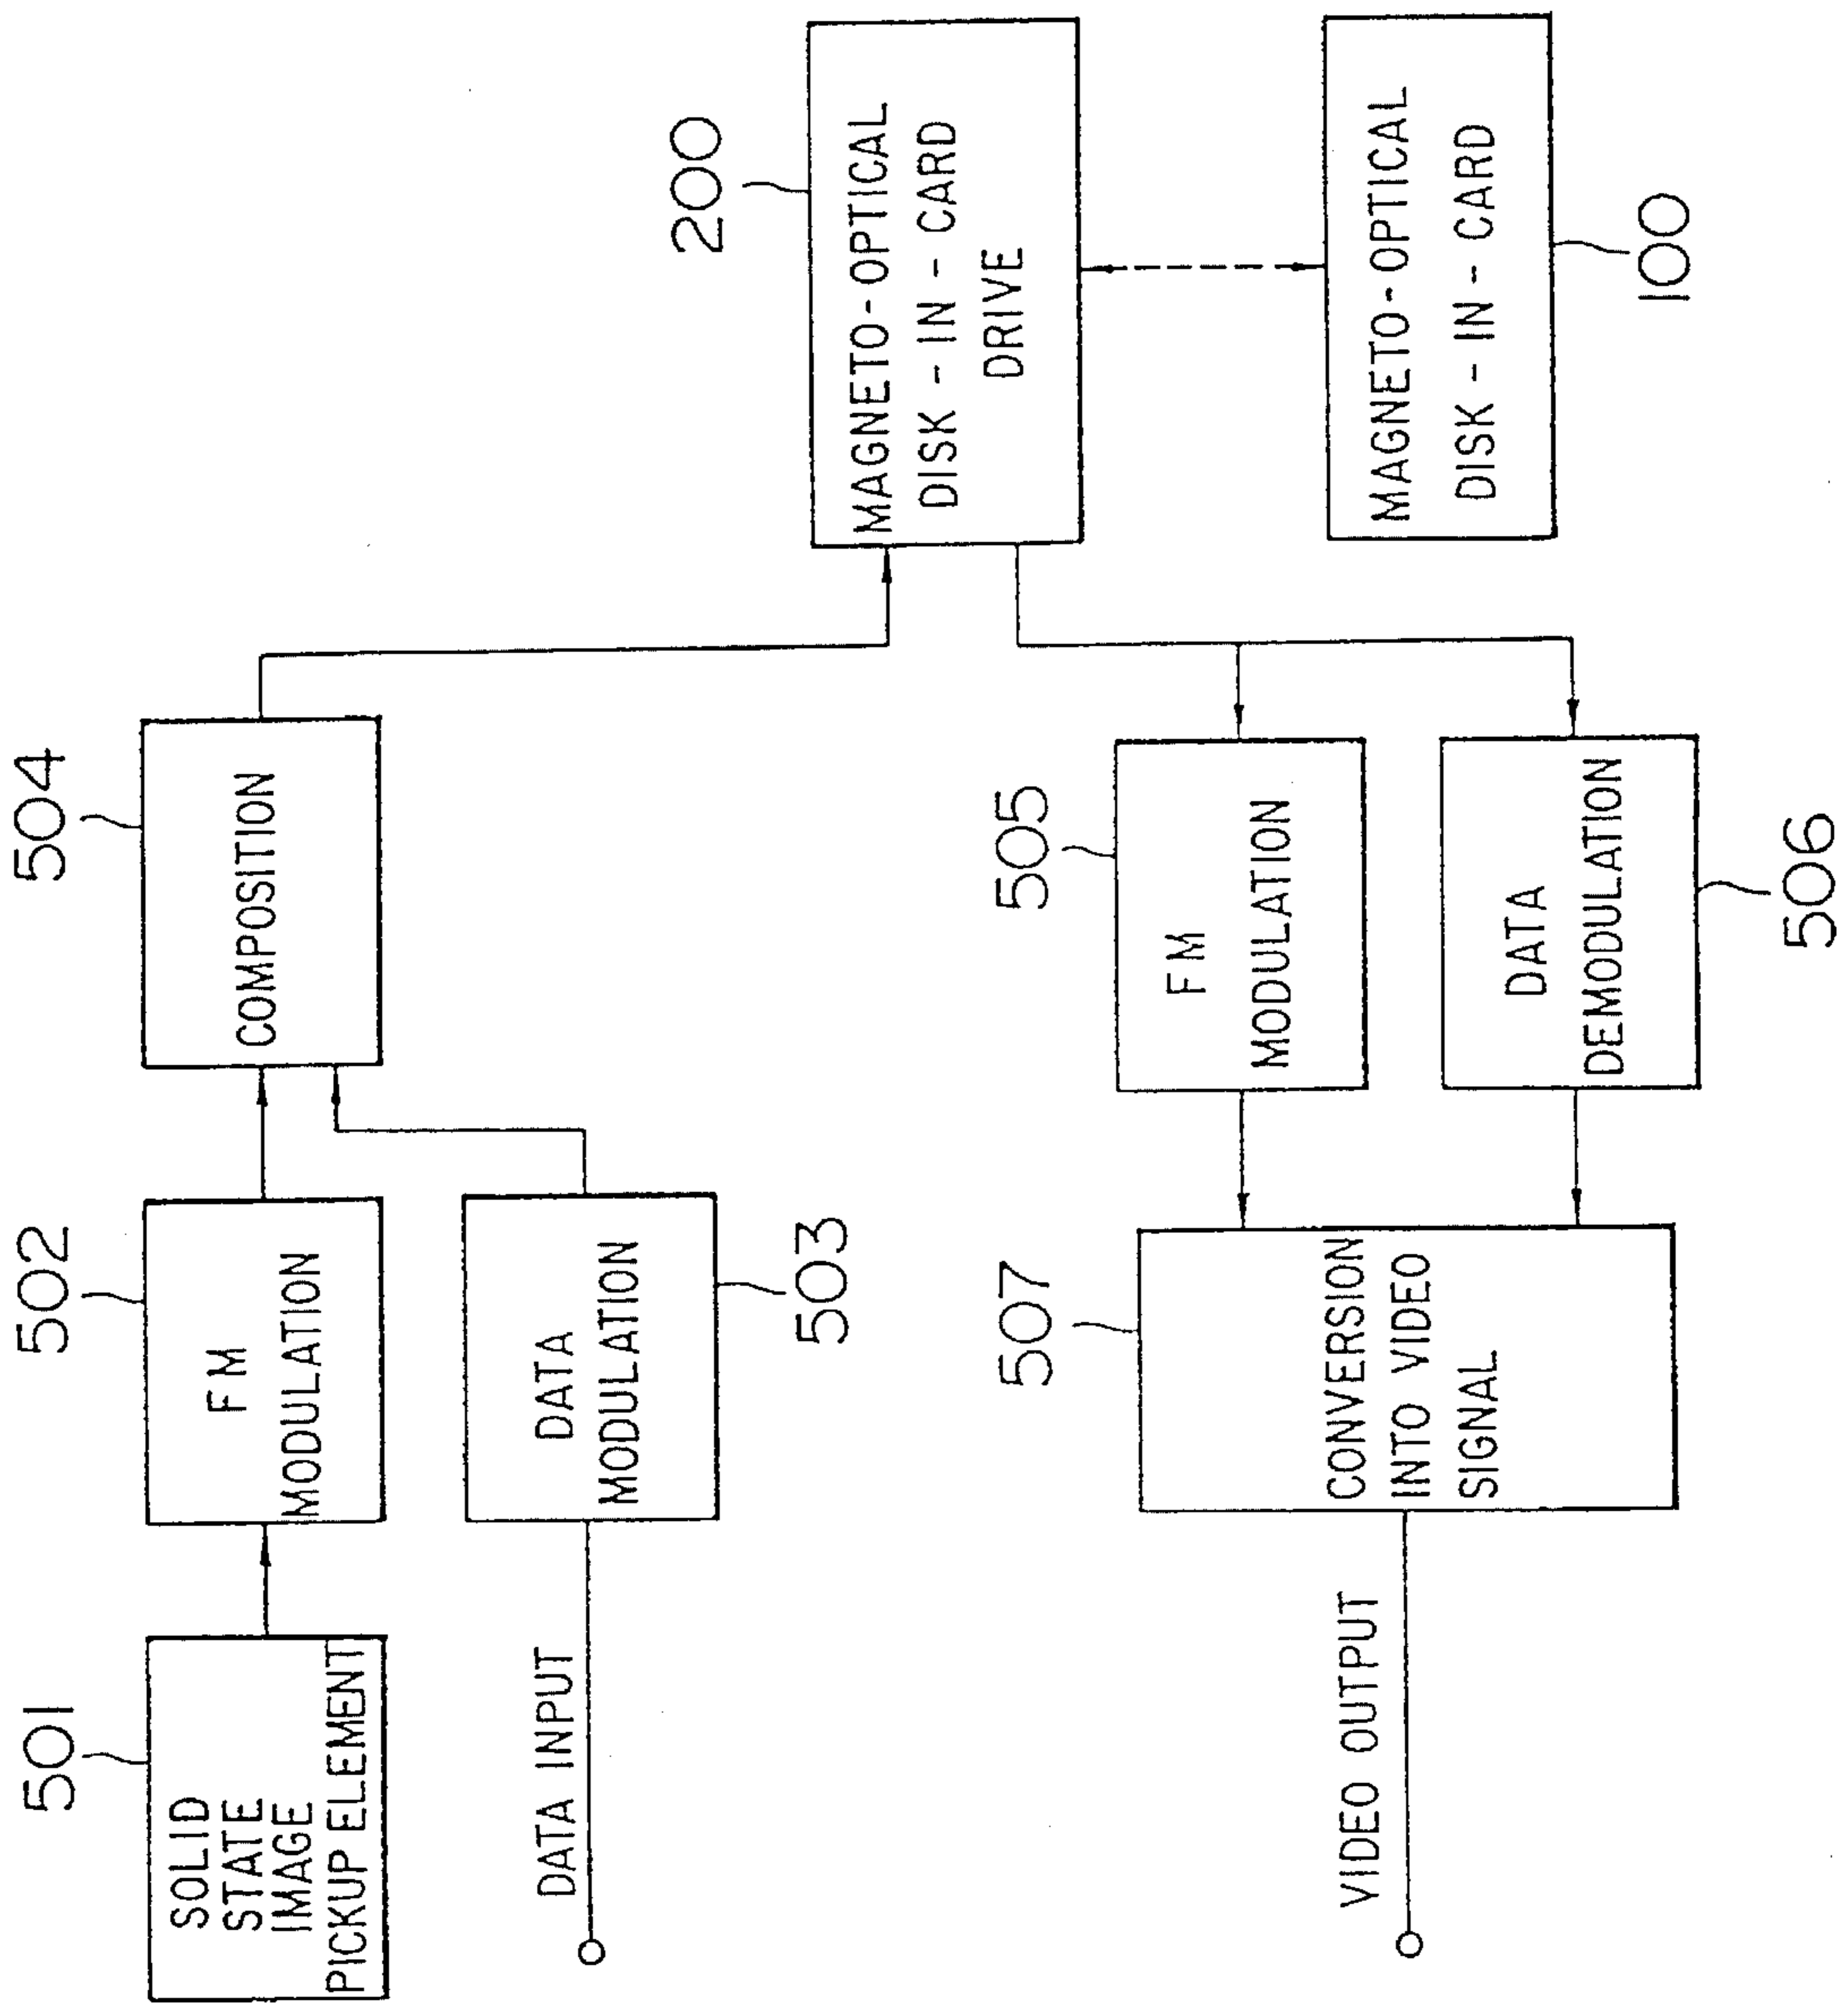 501
SOLID
STATE
IMAGE
PICKUP ELEMENT
502
FM
MODULATION
504
COMPOSITION
DATA INPUT
DATA
MODULATION
503
200
MAGNETO-OPTICAL
DISK-IN-CARD
DRIVE
505
FM
MODULATION
507
CONVERSION
INTO VIDEO
SIGNAL
VIDEO OUTPUT
DATA
DEMODULATION
506
MAGNETO-OPTICAL
DISK-IN-CARD
100